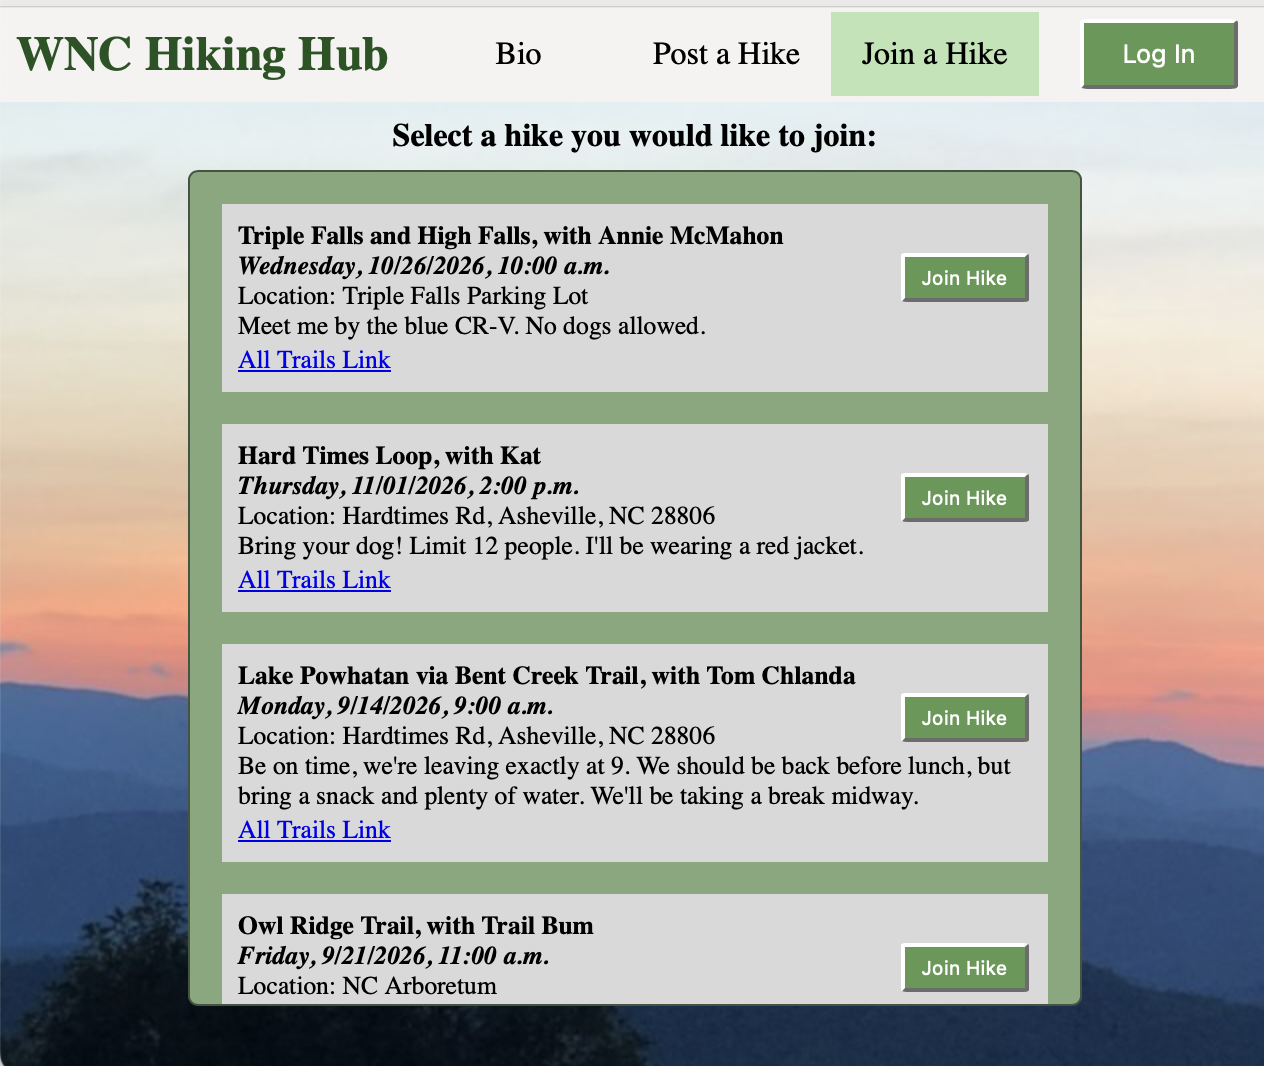 WNC Hiking Hub
Bio
Post a Hike
Join a Hike
Log In
Select a hike you would like to join:
Triple Falls and High Falls, with Annie McMahon
Wednesday, 10/26/2026, 10:00 a.m.
Location: Triple Falls Parking Lot
Meet me by the blue CR-V. No dogs allowed.
All Trails Link
Join Hike
Hard Times Loop, with Kat
Thursday, 11/01/2026, 2:00 p.m.
Location: Hardtimes Rd, Asheville, NC 28806
Bring your dog! Limit 12 people. I'll be wearing a red jacket.
All Trails Link
Join Hike
Lake Powhatan via Bent Creek Trail, with Tom Chlanda
Monday, 9/14/2026, 9:00 a.m.
Location: Hardtimes Rd, Asheville, NC 28806
Be on time, we're leaving exactly at 9. We should be back before lunch, but
bring a snack and plenty of water. We'll be taking a break midway.
All Trails Link
Join Hike
Owl Ridge Trail, with Trail Bum
Friday, 9/21/2026, 11:00 a.m.
Location: NC Arboretum
Join Hike